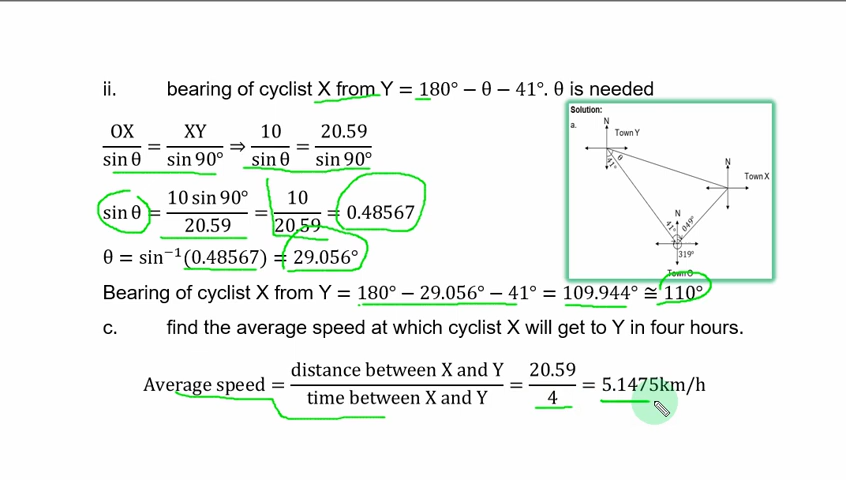 ii. bearing of cyclist X from Y = 180° − θ − 41°. θ is needed
OX/sin θ = XY/sin 90° ⇒ 10/sin θ = 20.59/sin 90°
sin θ = 10 sin 90°/20.59 = 10/20.59 = 0.48567
θ = sin⁻¹(0.48567) = 29.056°
Bearing of cyclist X from Y = 180° − 29.056° − 41° = 109.944° ≅ 110°
c. find the average speed at which cyclist X will get to Y in four hours.
Average speed = distance between X and Y/time between X and Y = 20.59/4 = 5.1475km/h
Solution:
a.
N
Town Y
θ
41°
N
Town X
N
41°
049°
319°
Town O